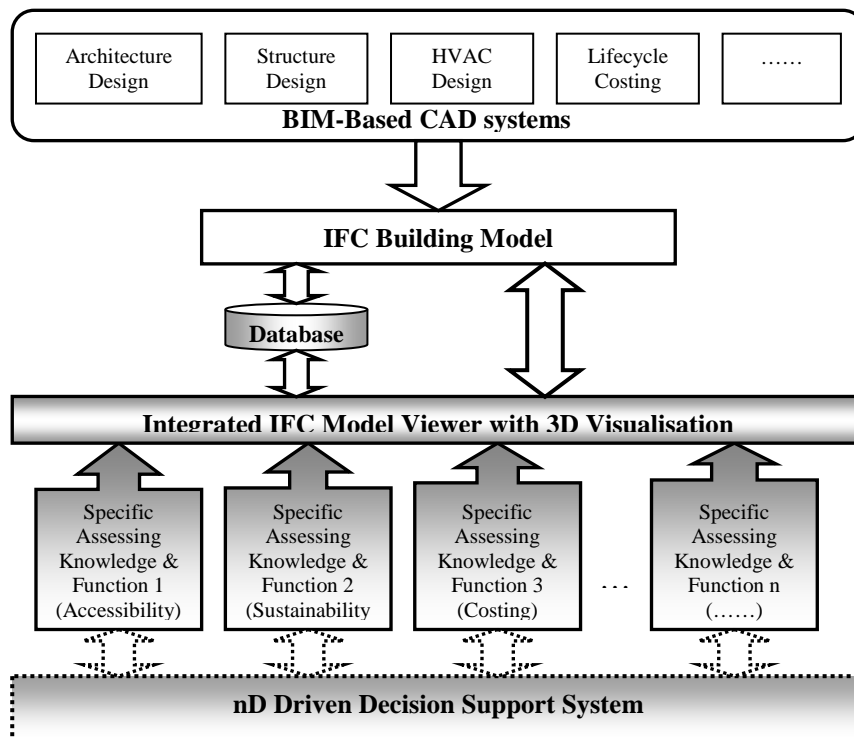 Architecture
Design
Structure
Design
HVAC
Design
Lifecycle
Costing
……
BIM-Based CAD systems
IFC Building Model
Database
Integrated IFC Model Viewer with 3D Visualisation
Specific
Assessing
Knowledge &
Function 1
(Accessibility)
Specific
Assessing
Knowledge &
Function 2
(Sustainability
Specific
Assessing
Knowledge &
Function 3
(Costing)
…
Specific
Assessing
Knowledge &
Function n
(……)
nD Driven Decision Support System